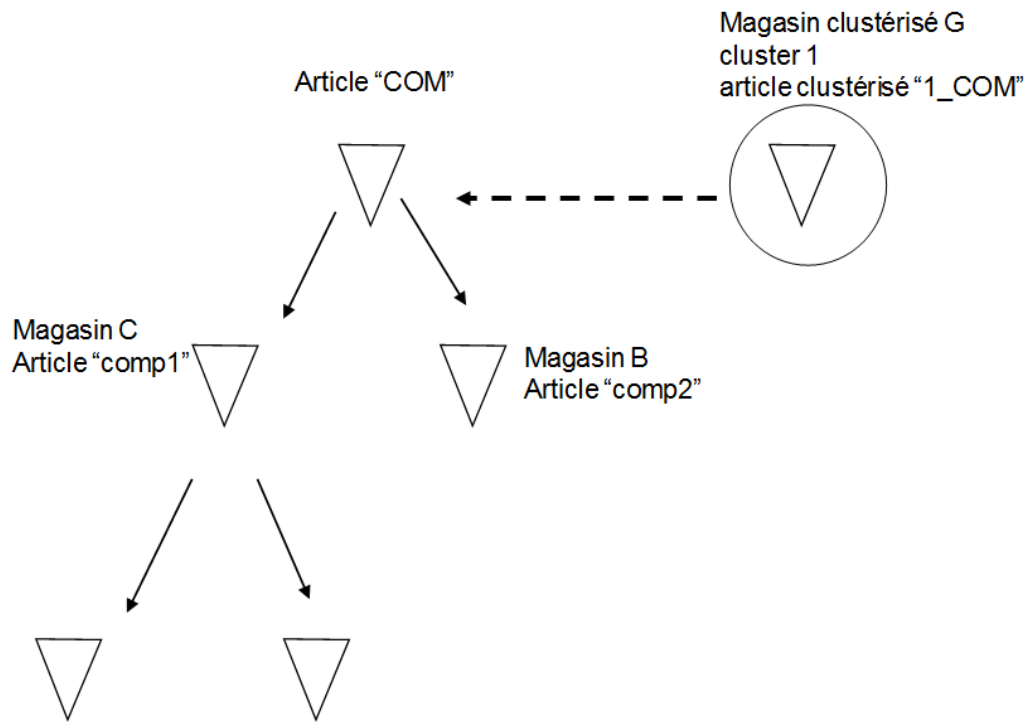 Magasin clustérisé G
cluster 1
article clustérisé “1_COM”
Article “COM”
Magasin C
Article “comp1”
Magasin B
Article “comp2”